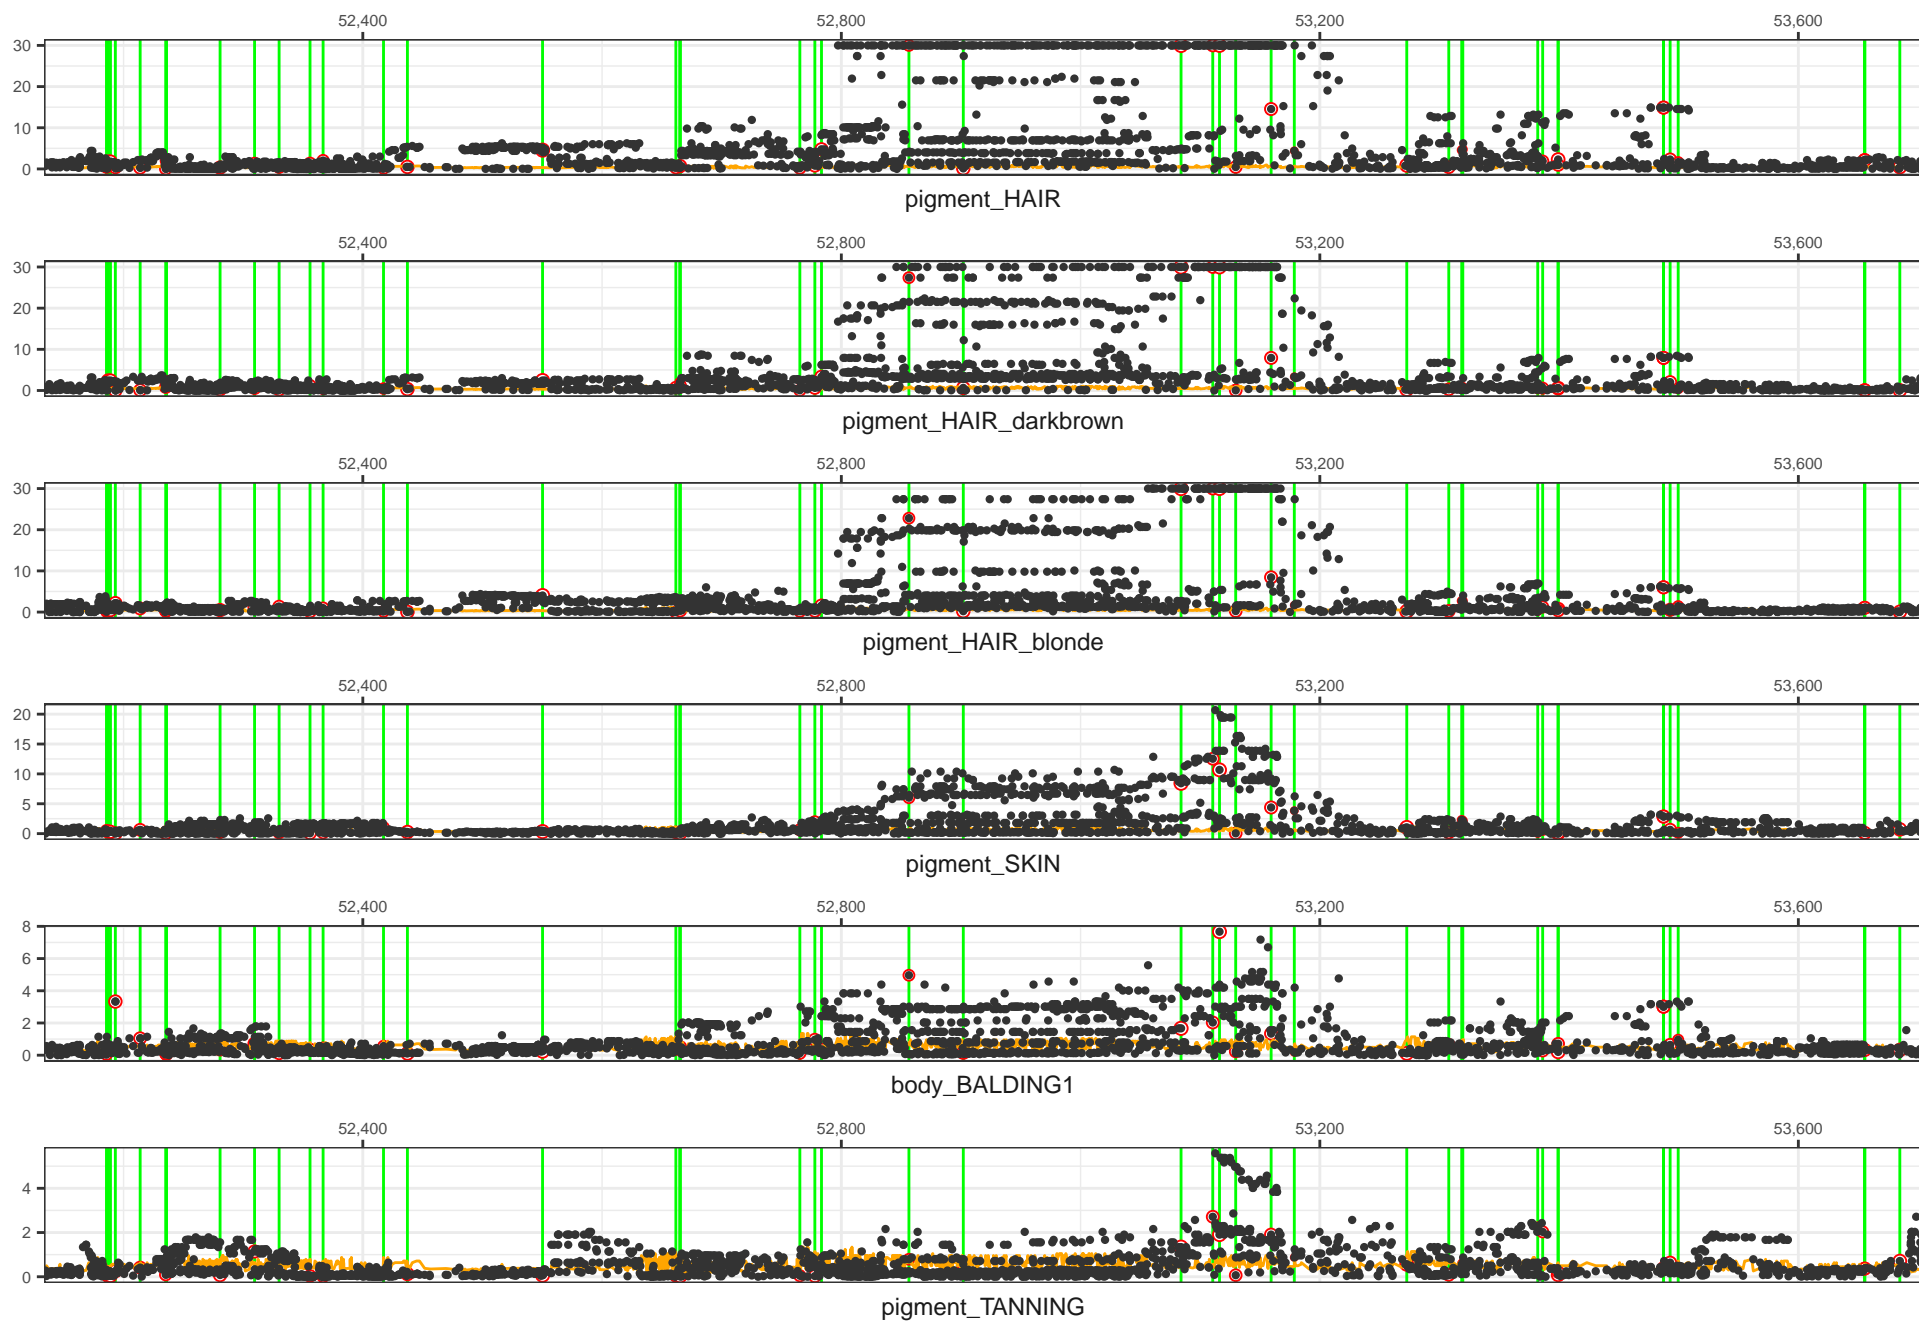 52,400 52,800 53,200 53,600
30
20
10
0
pigment_HAIR
52,400 52,800 53,200 53,600
30
20
10
0
pigment_HAIR_darkbrown
52,400 52,800 53,200 53,600
30
20
10
0
pigment_HAIR_blonde
52,400 52,800 53,200 53,600
20
15
10
5
0
pigment_SKIN
52,400 52,800 53,200 53,600
8
6
4
2
0
body_BALDING1
52,400 52,800 53,200 53,600
4
2
0
pigment_TANNING